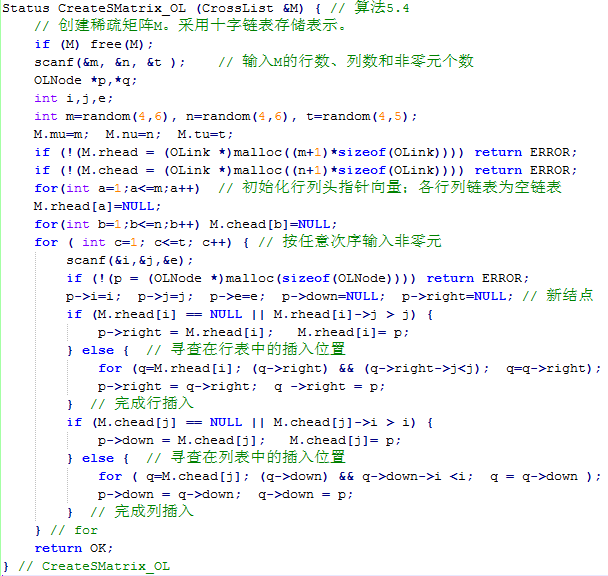 Status CreateSMatrix_OL (CrossList &M) { // 算法5.4
// 创建稀疏矩阵M。采用十字链表存储表示。
if (M) free(M);
scanf(&m, &n, &t ); // 输入M的行数、列数和非零元个数
OLNode *p,*q;
int i,j,e;
int m=random(4,6), n=random(4,6), t=random(4,5);
M.mu=m; M.nu=n; M.tu=t;
if (!(M.rhead = (OLink *)malloc((m+1)*sizeof(OLink)))) return ERROR;
if (!(M.chead = (OLink *)malloc((n+1)*sizeof(OLink)))) return ERROR;
for(int a=1;a<=m;a++) // 初始化行列头指针向量；各行列链表为空链表
M.rhead[a]=NULL;
for(int b=1;b<=n;b++) M.chead[b]=NULL;
for ( int c=1; c<=t; c++) { // 按任意次序输入非零元
scanf(&i,&j,&e);
if (!(p = (OLNode *)malloc(sizeof(OLNode)))) return ERROR;
p->i=i; p->j=j; p->e=e; p->down=NULL; p->right=NULL; // 新结点
if (M.rhead[i] == NULL || M.rhead[i]->j > j) {
p->right = M.rhead[i]; M.rhead[i]= p;
} else { // 寻查在行表中的插入位置
for (q=M.rhead[i]; (q->right) && (q->right->j<j); q=q->right);
p->right = q->right; q ->right = p;
} // 完成行插入
if (M.chead[j] == NULL || M.chead[j]->i > i) {
p->down = M.chead[j]; M.chead[j]= p;
} else { // 寻查在列表中的插入位置
for ( q=M.chead[j]; (q->down) && q->down->i <i; q = q->down );
p->down = q->down; q->down = p;
} // 完成列插入
} // for
return OK;
} // CreateSMatrix_OL